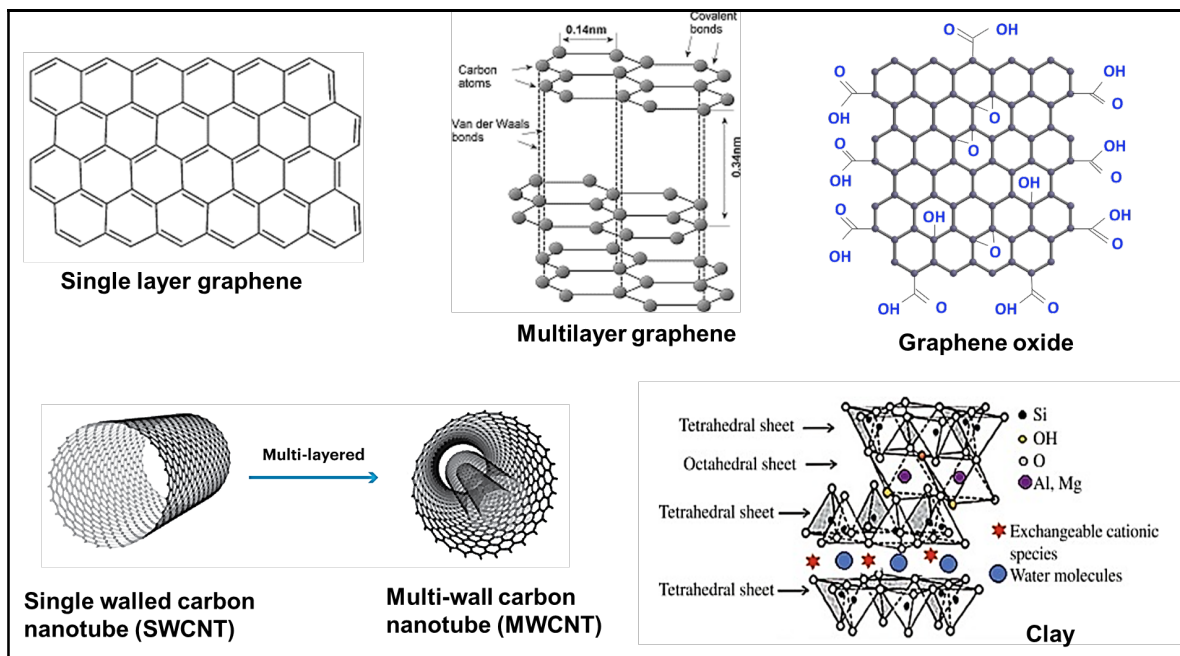 Single layer graphene
0.14nm
Covalent
bonds
Carbon
atoms
Van der Waals
bonds
0.34nm
Multilayer graphene
O
OH
O
OH
OH
O
O
OH
O
O
OH
OH
O
OH
OH
O
OH
O
OH
O
O
OH
O
OH
O
Graphene oxide
Multi-layered
Single walled carbon
nanotube (SWCNT)
Multi-wall carbon
nanotube (MWCNT)
Tetrahedral sheet
Octahedral sheet
Tetrahedral sheet
Tetrahedral sheet
Si
OH
O
Al, Mg
Exchangeable cationic
species
Water molecules
Clay